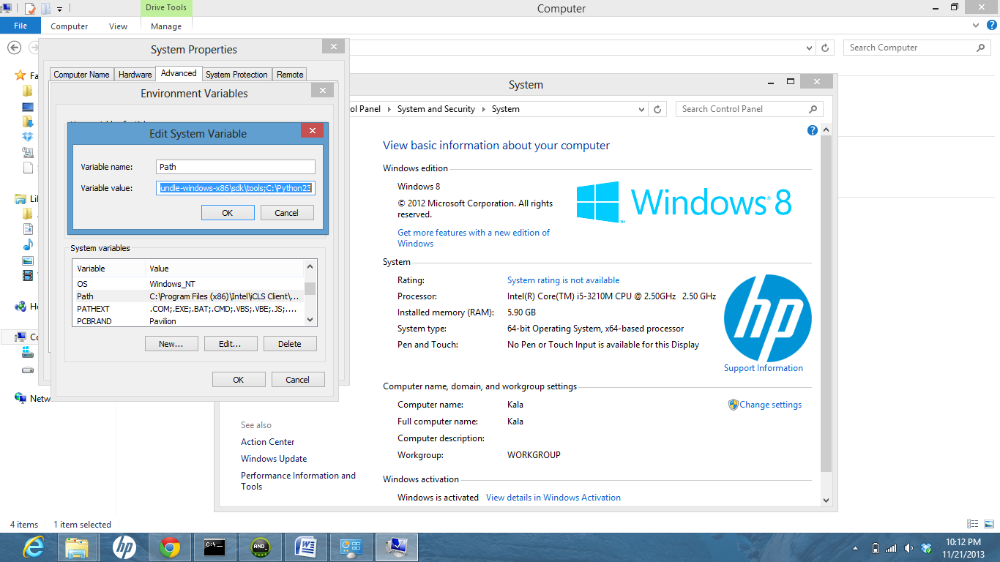 Drive Tools
Computer
File
Computer
View
Manage
Search Computer
System Properties
Computer Name
Hardware
Advanced
System Protection
Remote
Environment Variables
Edit System Variable
Variable name:
Path
Variable value:
undle-windows-x86\sdk\tools;C:\Python23
OK
Cancel
System variables
Variable Value
OS Windows_NT
Path C:\Program Files (x86)\Intel\iCLS Client\...
PATHEXT .COM;.EXE;.BAT;.CMD;.VBS;.VBE;.JS;....
PCBRAND Pavilion
New...
Edit...
Delete
OK
Cancel
Fa
Lil
Co
Netw
System
ol Panel
System and Security
System
Search Control Panel
View basic information about your computer
Windows edition
Windows 8
© 2012 Microsoft Corporation. All rights
reserved.
Get more features with a new edition of
Windows
Windows 8
System
Rating: System rating is not available
Processor: Intel(R) Core(TM) i5-3210M CPU @ 2.50GHz 2.50 GHz
Installed memory (RAM): 5.90 GB
System type: 64-bit Operating System, x64-based processor
Pen and Touch: No Pen or Touch Input is available for this Display
hp
Support Information
Computer name, domain, and workgroup settings
Computer name: Kala
Change settings
Full computer name: Kala
Computer description:
Workgroup: WORKGROUP
Windows activation
Windows is activated View details in Windows Activation
See also
Action Center
Windows Update
Performance Information and
Tools
4 items 1 item selected
hp
C:\
AND
W
10:12 PM
11/21/2013